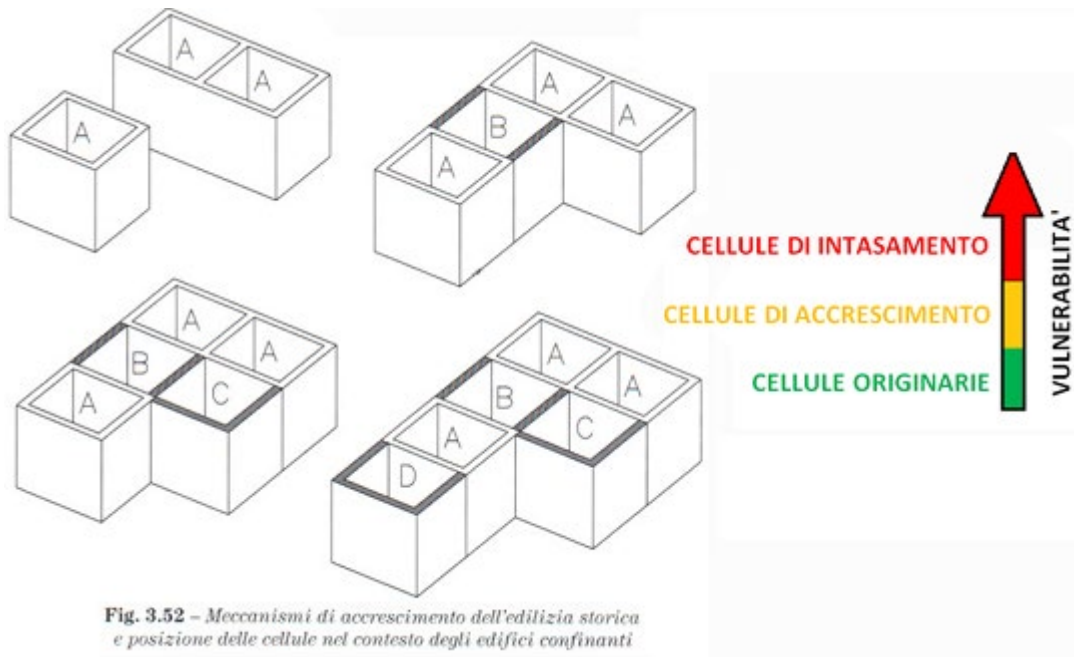 A
A
A
A
A
B
A
A
A
B
C
A
A
A
B
C
A
D
CELLULE DI INTASAMENTO
CELLULE DI ACCRESCIMENTO
CELLULE ORIGINARIE
VULNERABILITA'
Fig. 3.52 – Meccanismi di accrescimento dell'edilizia storica
e posizione delle cellule nel contesto degli edifici confinanti